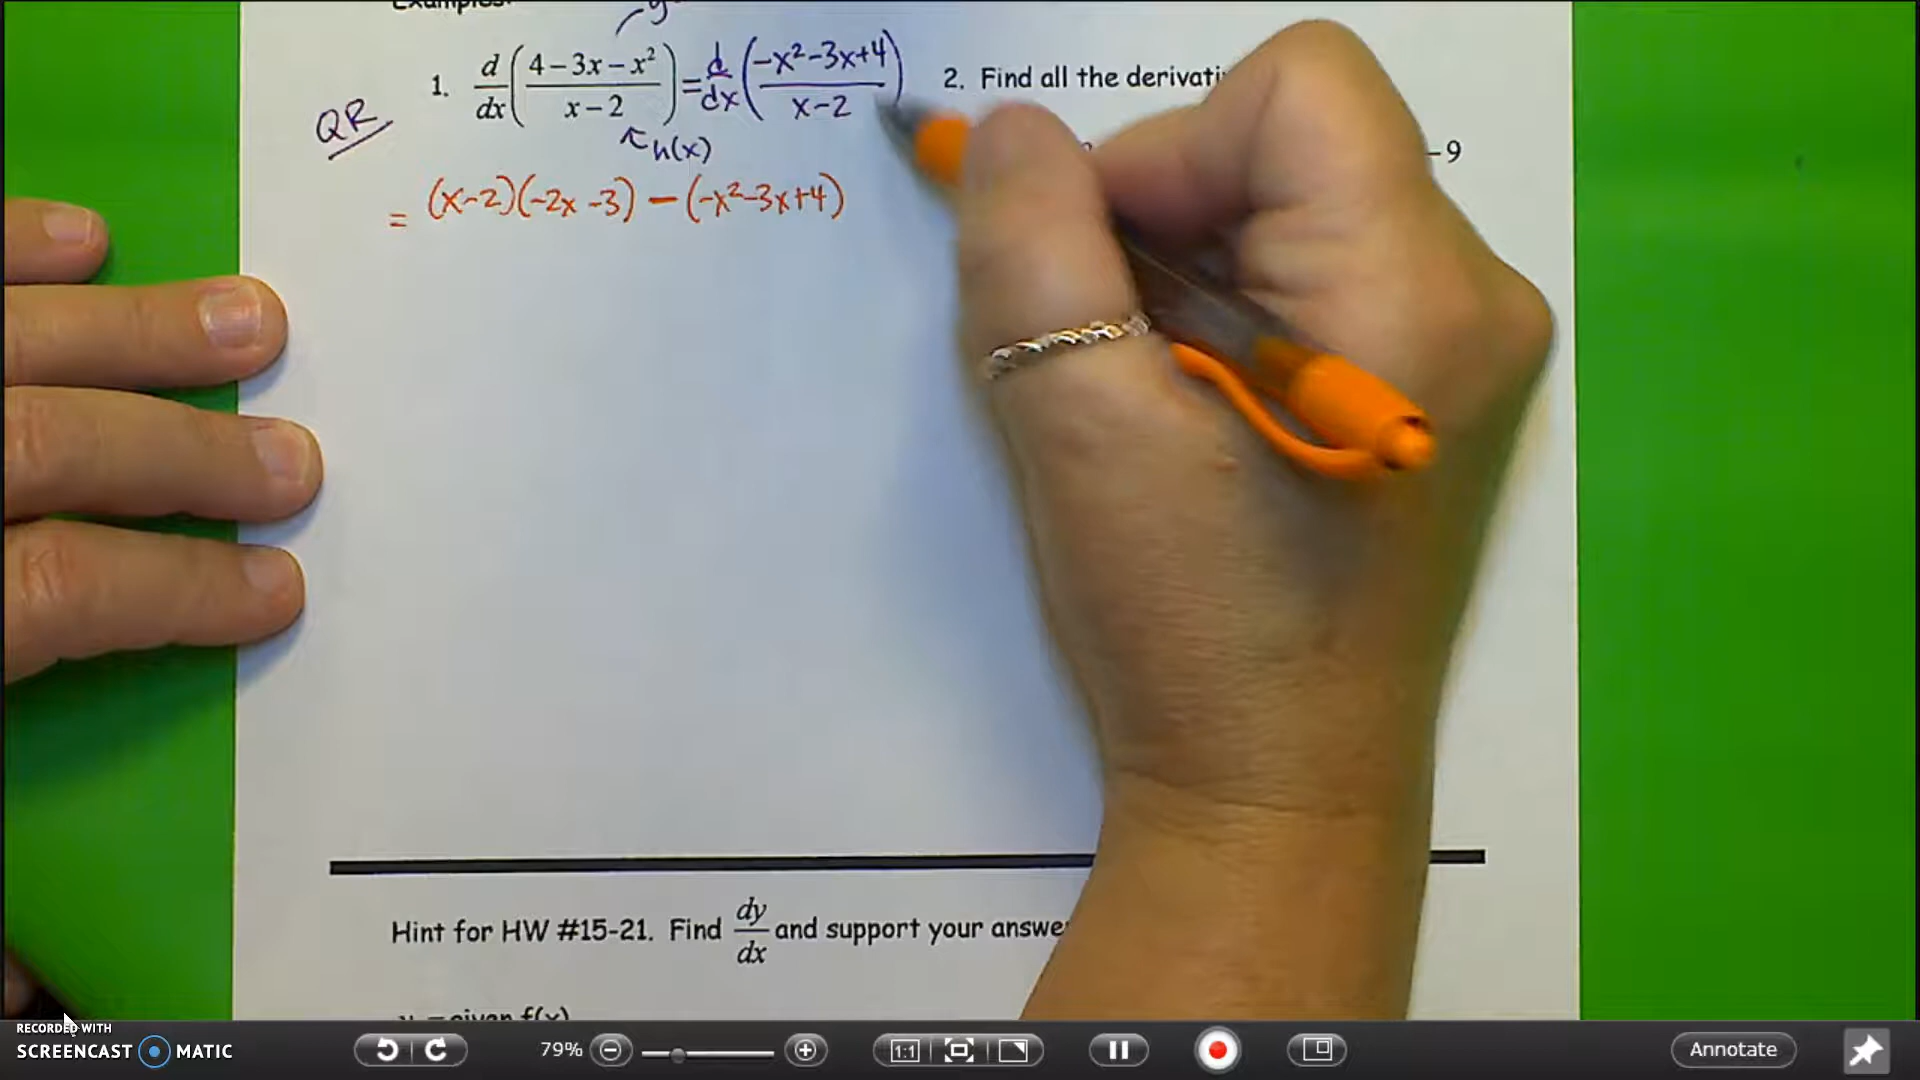 Examples:
1. d/dx ( (4 – 3x – x²) / (x – 2) ) = d/dx ( (-x² - 3x + 4) / (x - 2) )
2. Find all the
QR
h(x)
– 9
= (x-2)(-2x -3) - (-x²-3x+4)
Hint for HW #15-21. Find dy/dx and support your
given f(x)
RECORDED WITH
SCREENCAST MATIC
79%
1:1
Annotate